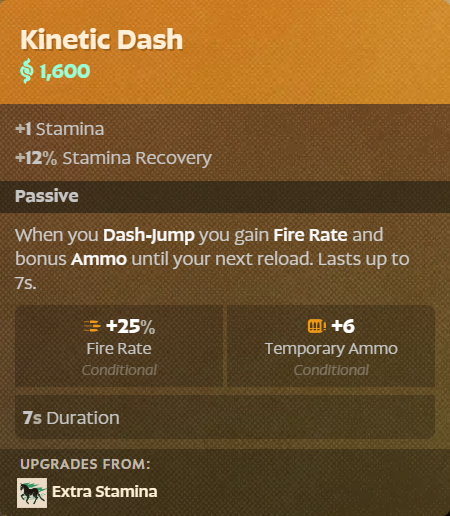 Kinetic Dash
1,600
+1 Stamina
+12% Stamina Recovery
Passive
When you Dash-Jump you gain Fire Rate and
bonus Ammo until your next reload. Lasts up to
7s.
+25%
Fire Rate
Conditional
+6
Temporary Ammo
Conditional
7s Duration
UPGRADES FROM:
Extra Stamina